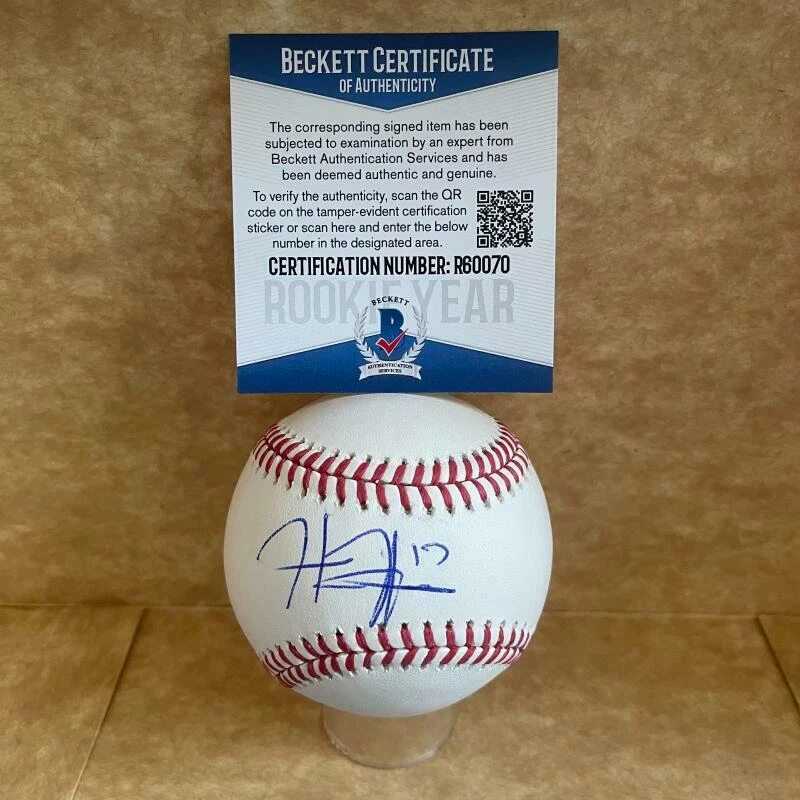 BECKETT CERTIFICATE
OF AUTHENTICITY
The corresponding signed item has been
subjected to examination by an expert from
Beckett Authentication Services and has
been deemed authentic and genuine.
To verify the authenticity, scan the QR
code on the tamper-evident certification
sticker or scan here and enter the below
number in the designated area.
CERTIFICATION NUMBER: R60070
ROOKIE YEAR
BECKETT
B
AUTHENTICATION
SERVICES